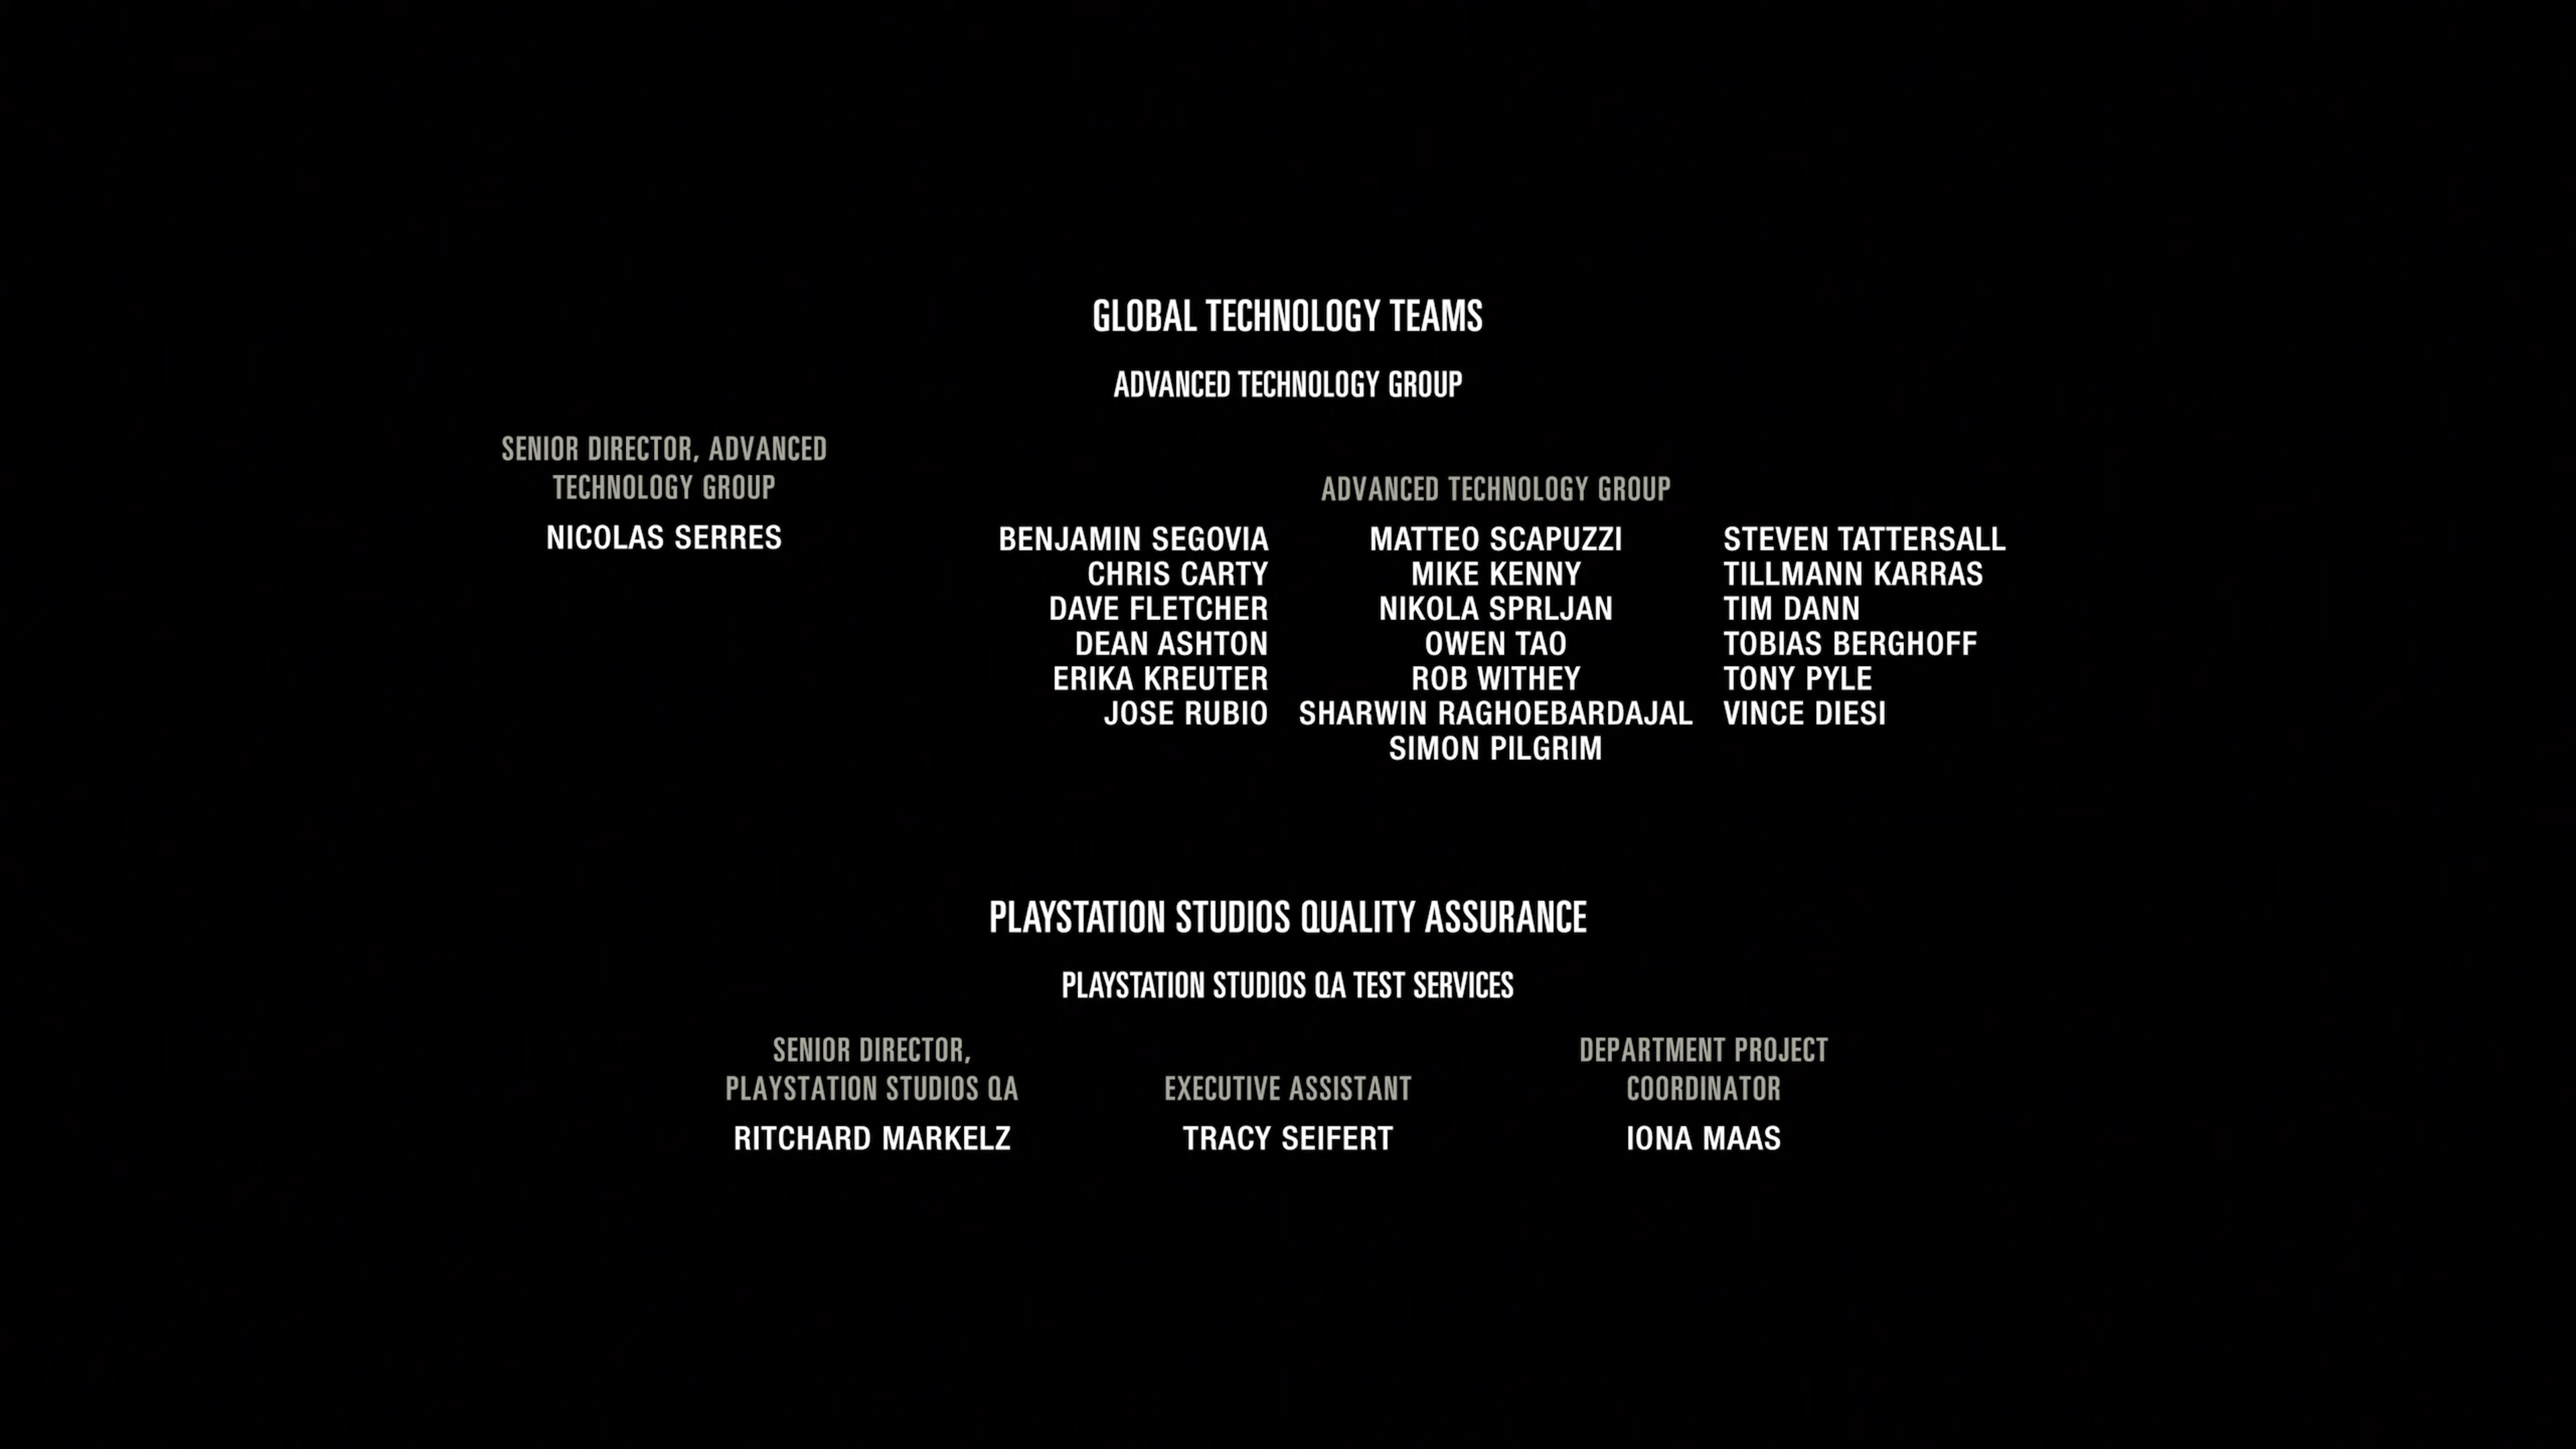 GLOBAL TECHNOLOGY TEAMS
ADVANCED TECHNOLOGY GROUP
SENIOR DIRECTOR, ADVANCED
TECHNOLOGY GROUP
NICOLAS SERRES
ADVANCED TECHNOLOGY GROUP
BENJAMIN SEGOVIA
CHRIS CARTY
DAVE FLETCHER
DEAN ASHTON
ERIKA KREUTER
JOSE RUBIO
MATTEO SCAPUZZI
MIKE KENNY
NIKOLA SPRLJAN
OWEN TAO
ROB WITHEY
SHARWIN RAGHOEBARDAJAL
SIMON PILGRIM
STEVEN TATTERSALL
TILLMANN KARRAS
TIM DANN
TOBIAS BERGHOFF
TONY PYLE
VINCE DIESI
PLAYSTATION STUDIOS QUALITY ASSURANCE
PLAYSTATION STUDIOS QA TEST SERVICES
SENIOR DIRECTOR,
PLAYSTATION STUDIOS QA
RITCHARD MARKELZ
EXECUTIVE ASSISTANT
TRACY SEIFERT
DEPARTMENT PROJECT
COORDINATOR
IONA MAAS